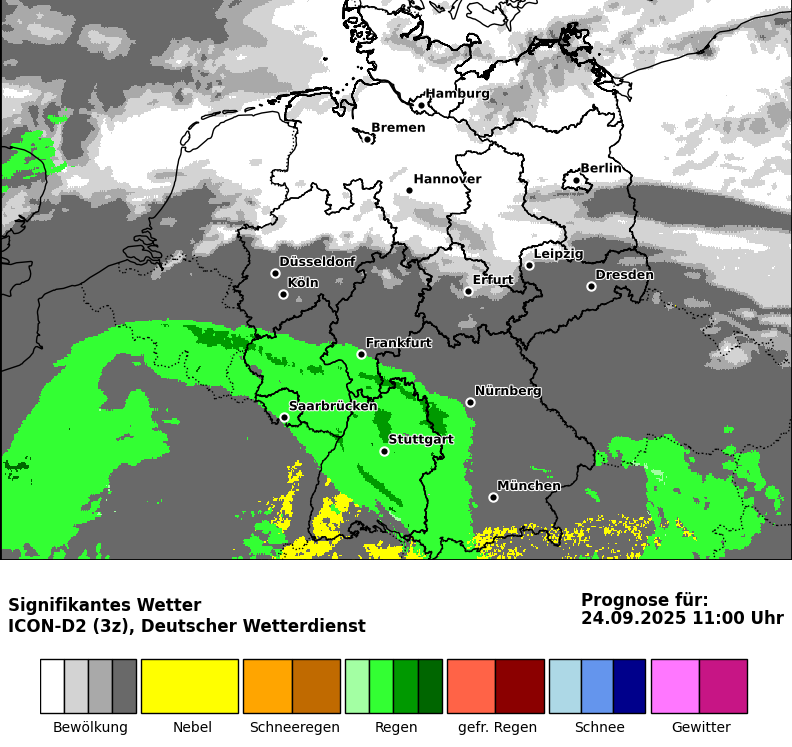 Hamburg
Bremen
Berlin
Hannover
Leipzig
Düsseldorf
Dresden
Köln
Erfurt
Frankfurt
Nürnberg
Saarbrücken
Stuttgart
München
Signifikantes Wetter
ICON-D2 (3z), Deutscher Wetterdienst
Prognose für:
24.09.2025 11:00 Uhr
Bewölkung
Nebel
Schneeregen
Regen
gefr. Regen
Schnee
Gewitter